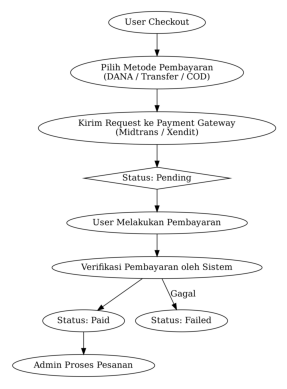 User Checkout
Pilih Metode Pembayaran
(DANA / Transfer / COD)
Kirim Request ke Payment Gateway
(Midtrans / Xendit)
Status: Pending
User Melakukan Pembayaran
Verifikasi Pembayaran oleh Sistem
Gagal
Status: Paid
Status: Failed
Admin Proses Pesanan